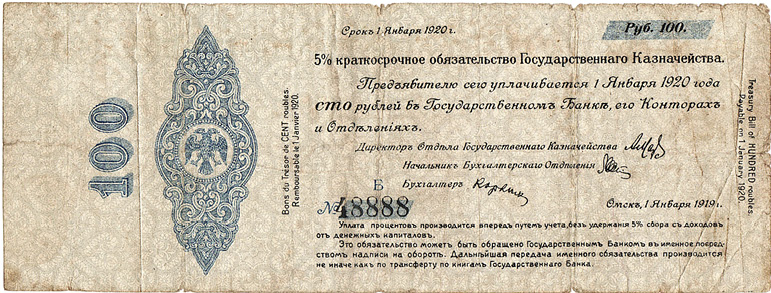 100
Bons du Trésor de CENT roubles.
Remboursable le 1 Janvier 1920.
Срокъ 1 Января 1920 г.
Руб. 100.
5% краткосрочное обязательство Государственнаго Казначейства.
Предъявителю сего уплачивается 1 Января 1920 года
СТО рублей въ Государственномъ Банкѣ, его Конторахъ
и Отдѣленіяхъ.
Директоръ Отдѣла Государственнаго Казначейства
Начальникъ Бухгалтерскаго Отдѣленія
Б
Бухгалтеръ
№ 48888
Омскъ, 1 Января 1919 г.
Уплата процентовъ производится впередъ путемъ учета, безъ удержанія 5% сбора съ доходовъ
отъ денежныхъ капиталовъ.
Это обязательство можетъ быть обращено Государственнымъ Банкомъ въ именное, посред-
ствомъ надписи на оборотѣ. Дальнѣйшая передача именного обязательства производится
не иначе какъ по трансферту по книгамъ Государственнаго Банка.
Treasury Bill of HUNDRED roubles.
Payable on 1 January 1920.